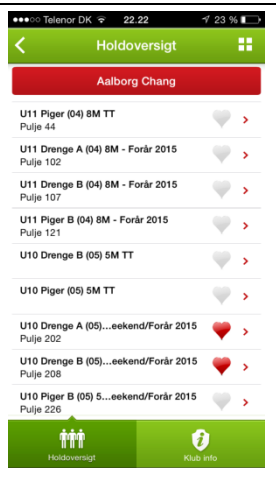 Telenor DK 22.22 23 %
Holdoversigt
Aalborg Chang
U11 Piger (04) 8M TT
Pulje 44
U11 Drenge A (04) 8M - Forår 2015
Pulje 102
U11 Drenge B (04) 8M - Forår 2015
Pulje 107
U11 Piger B (04) 8M - Forår 2015
Pulje 121
U10 Drenge B (05) 5M TT
U10 Piger (05) 5M TT
U10 Drenge A (05)...eekend/Forår 2015
Pulje 202
U10 Drenge B (05)...eekend/Forår 2015
Pulje 208
U10 Piger B (05) 5...eekend/Forår 2015
Pulje 226
Holdoversigt
Klub info